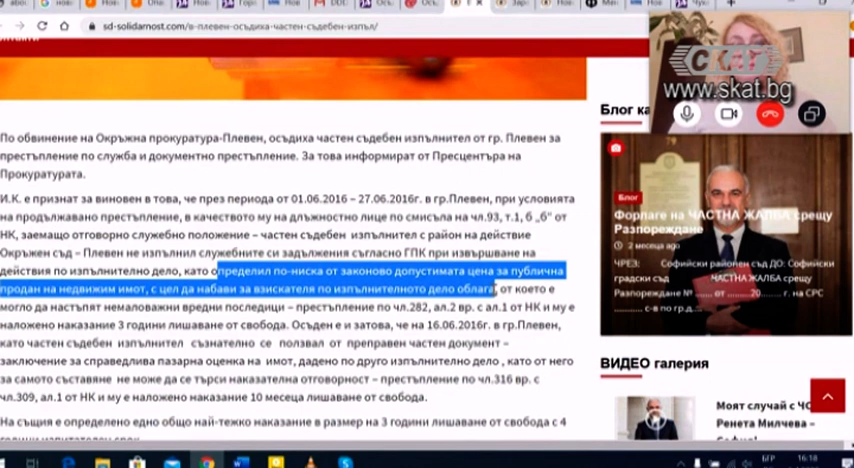 sd-solidarnost.com/в-плевен-осъдиха-частен-съдебен-изпъл/
СКАТ
www.skat.bg
По обвинение на Окръжна прокуратура-Плевен, осъдиха частен съдебен изпълнител от гр. Плевен за
престъпление по служба и документно престъпление. За това информират от Пресцентъра на
Прокуратурата.
И.К. е признат за виновен в това, че през периода от 01.06.2016 – 27.06.2016г. в гр.Плевен, при условията
на продължавано престъпление, в качеството му на длъжностно лице по смисъла на чл.93, т.1, б „б“ от
НК, заемащо отговорно служебно положение – частен съдебен изпълнител с район на действие
Окръжен съд – Плевен не изпълнил служебните си задължения съгласно ГПК при извършване на
действия по изпълнително дело, като определил по-ниска от законово допустимата цена за публична
продан на недвижим имот, с цел да набави за взискателя по изпълнителното дело облага, от което е
могло да настъпят немаловажни вредни последици – престъпление по чл.282, ал.2 вр. с ал.1 от НК и му е
наложено наказание 3 години лишаване от свобода. Осъден е и затова, че на 16.06.2016г. в гр.Плевен,
като частен съдебен изпълнител съзнателно се ползвал от преправен частен документ –
заключение за справедлива пазарна оценка на имот, дадено по друго изпълнително дело , като от него
за самото съставяне не може да се търси наказателна отговорност – престъпление по чл.316 вр. с
чл.309, ал.1 от НК и му е наложено наказание 10 месеца лишаване от свобода.
На същия е определено едно общо най-тежко наказание в размер на 3 години лишаване от свобода с 4
Блог ка
Блог
Форлаге на ЧАСТНА ЖАЛБА срещу
Разпореждане
2 месеца ago
ЧРЕЗ: Софийски районен съд ДО: Софийски
градски съд ЧАСТНА ЖАЛБА срещу
Разпореждане № ...... от ........20....... г. на СРС
............ с-в по гр.д....
ВИДЕО галерия
Моят случай с ЧС
Ренета Милчева –
БГР
16:18